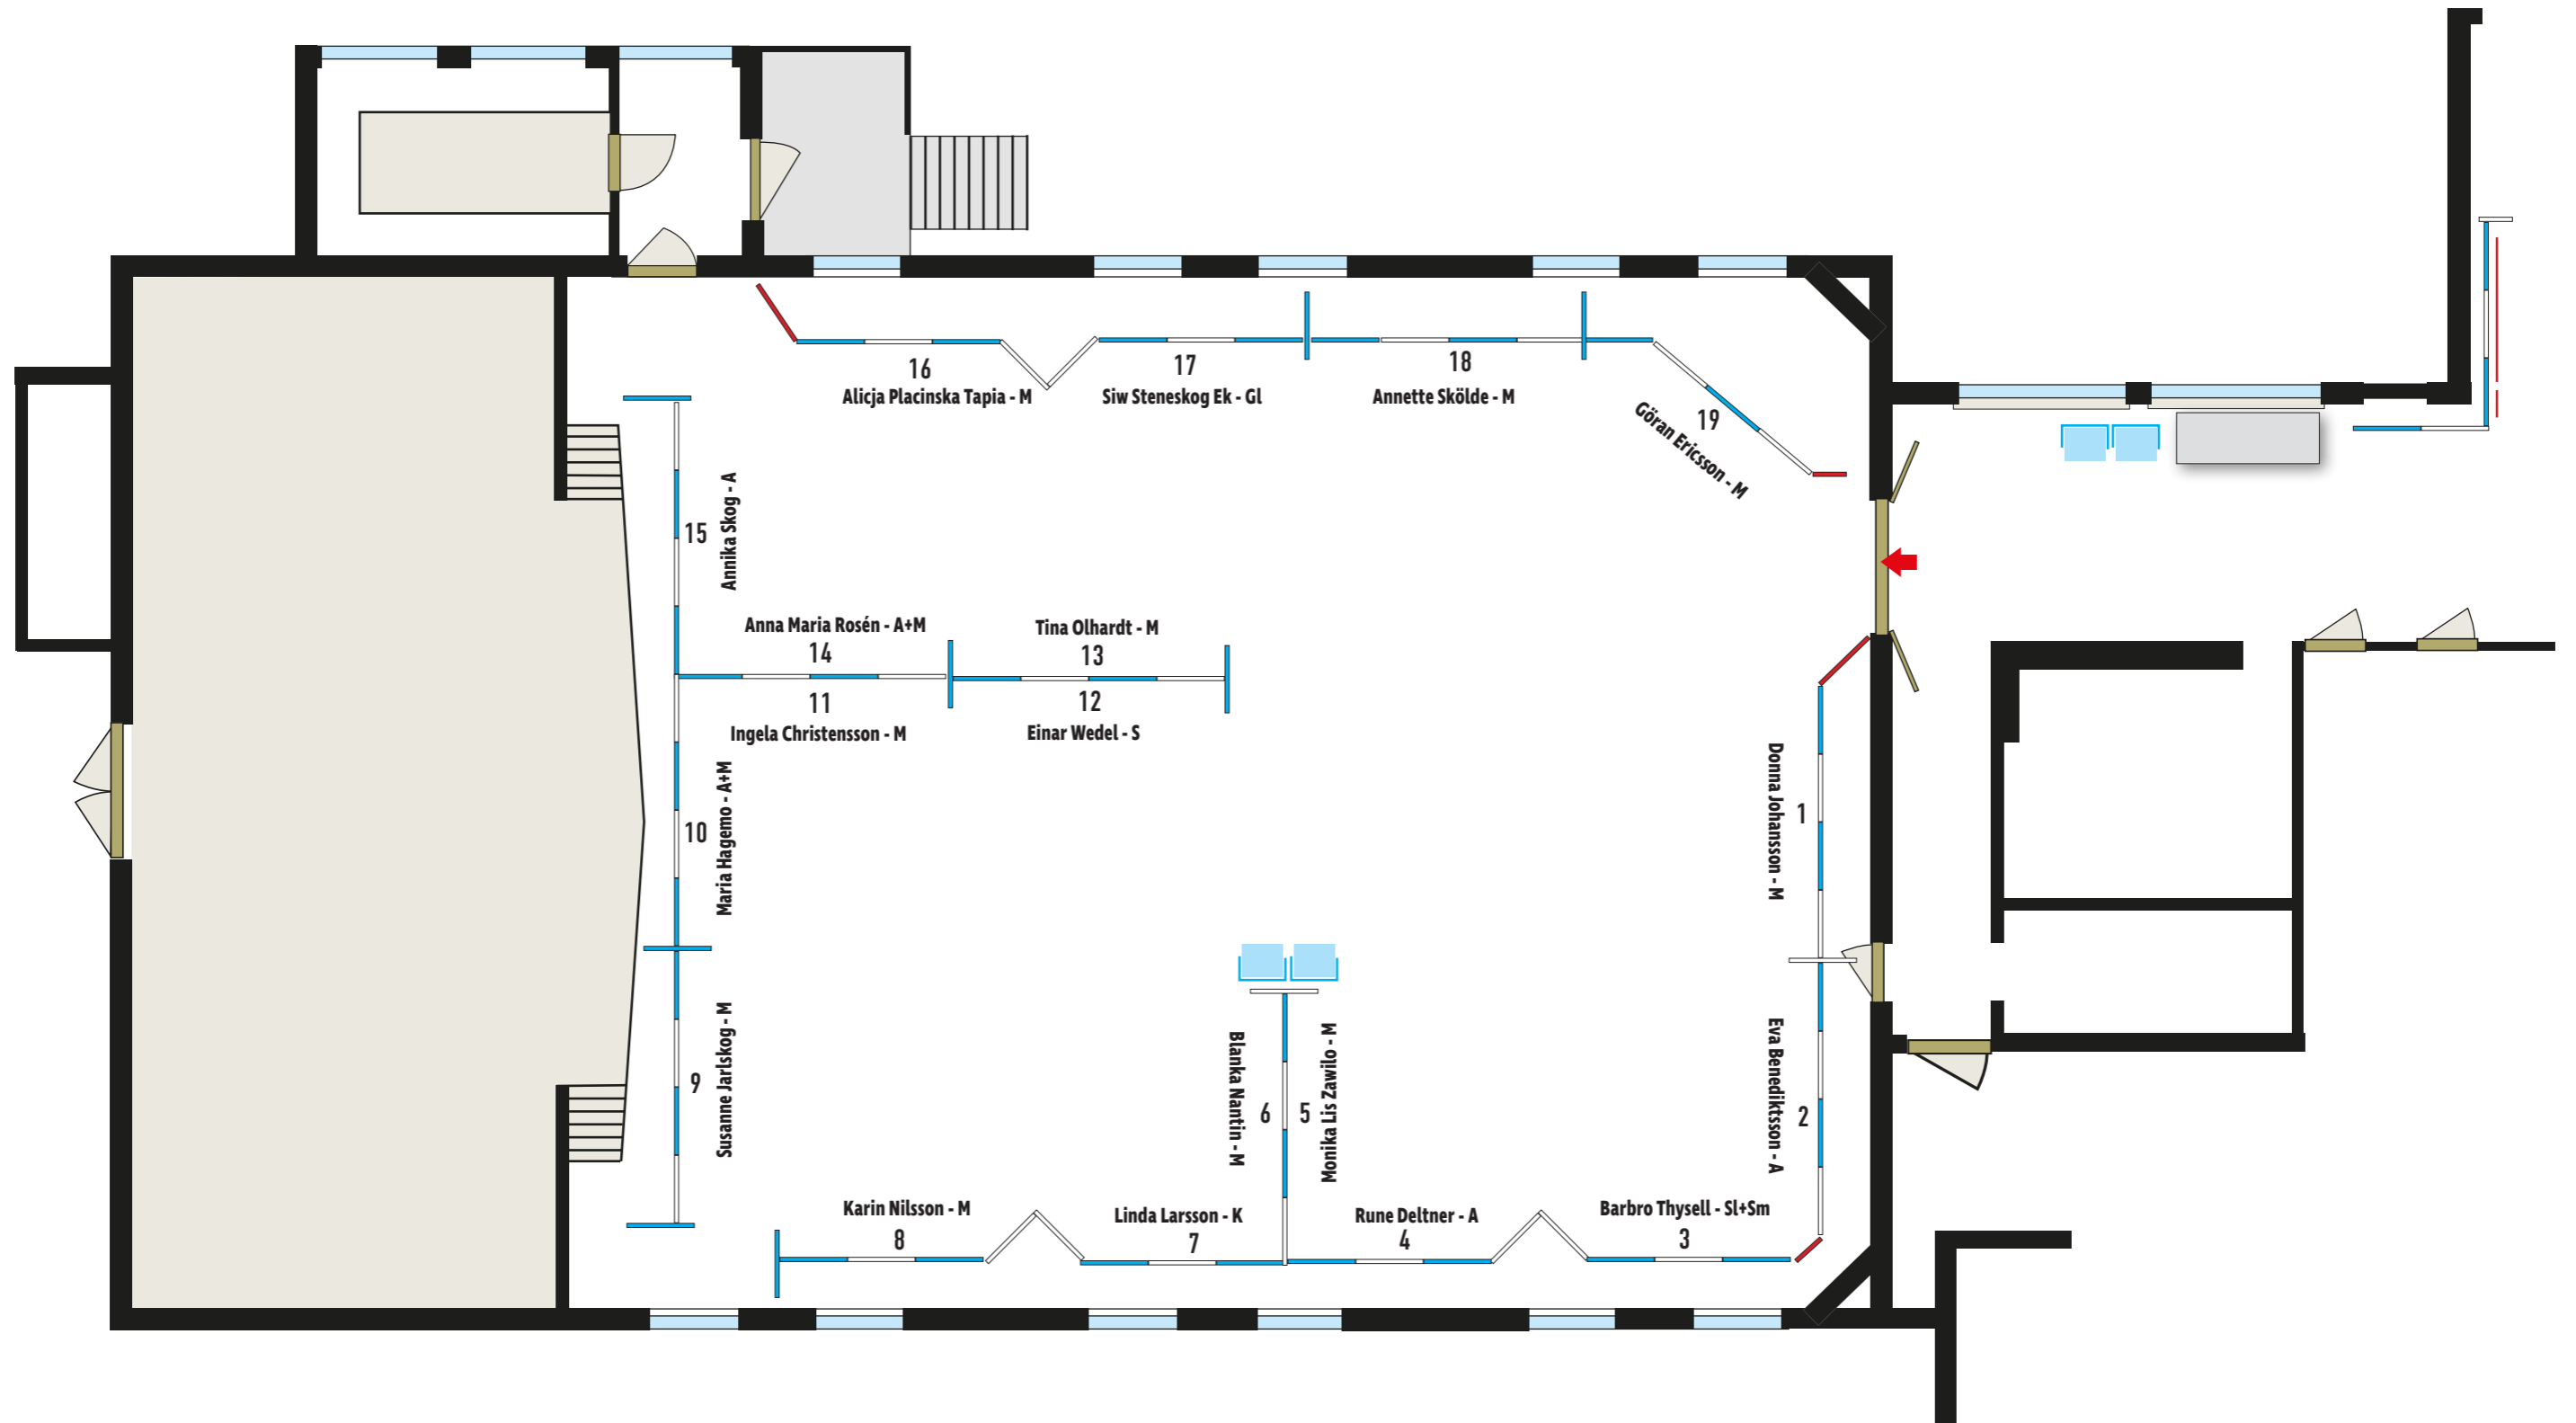 16
Alicja Placinska Tapia - M
17
Siw Steneskog Ek - Gl
18
Annette Skölde - M
19
Göran Ericsson - M
15
Annika Skog - A
Anna Maria Rosén - A+M
14
Tina Olhardt - M
13
11
Ingela Christensson - M
12
Einar Wedel - S
10
Maria Hagemo - A+M
Donna Johansson - M
1
9
Susanne Jarlskog - M
Blanka Nantin - M
6
5
Monika Lis Zawilo - M
Eva Benediktsson - A
2
Karin Nilsson - M
8
Linda Larsson - K
7
Rune Deltner - A
4
Barbro Thysell - Sl+Sm
3